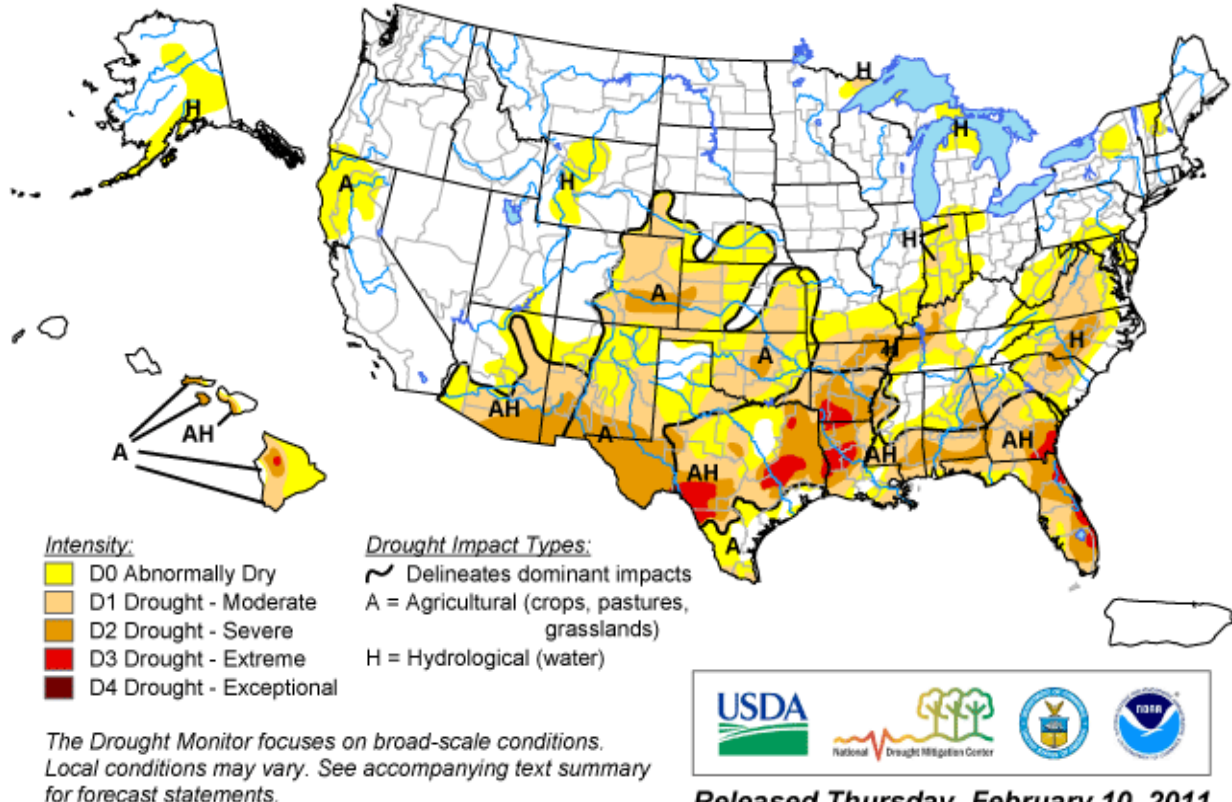 H
H
H
A
H
H
A
A
H
H
AH
A
AH
AH
AH
A
AH
A
A
Intensity:
D0 Abnormally Dry
D1 Drought - Moderate
D2 Drought - Severe
D3 Drought - Extreme
D4 Drought - Exceptional
Drought Impact Types:
Delineates dominant impacts
A = Agricultural (crops, pastures,
grasslands)
H = Hydrological (water)
The Drought Monitor focuses on broad-scale conditions.
Local conditions may vary. See accompanying text summary
for forecast statements.
USDA
National Drought Mitigation Center
NOAA
Released Thursday, February 10, 2011